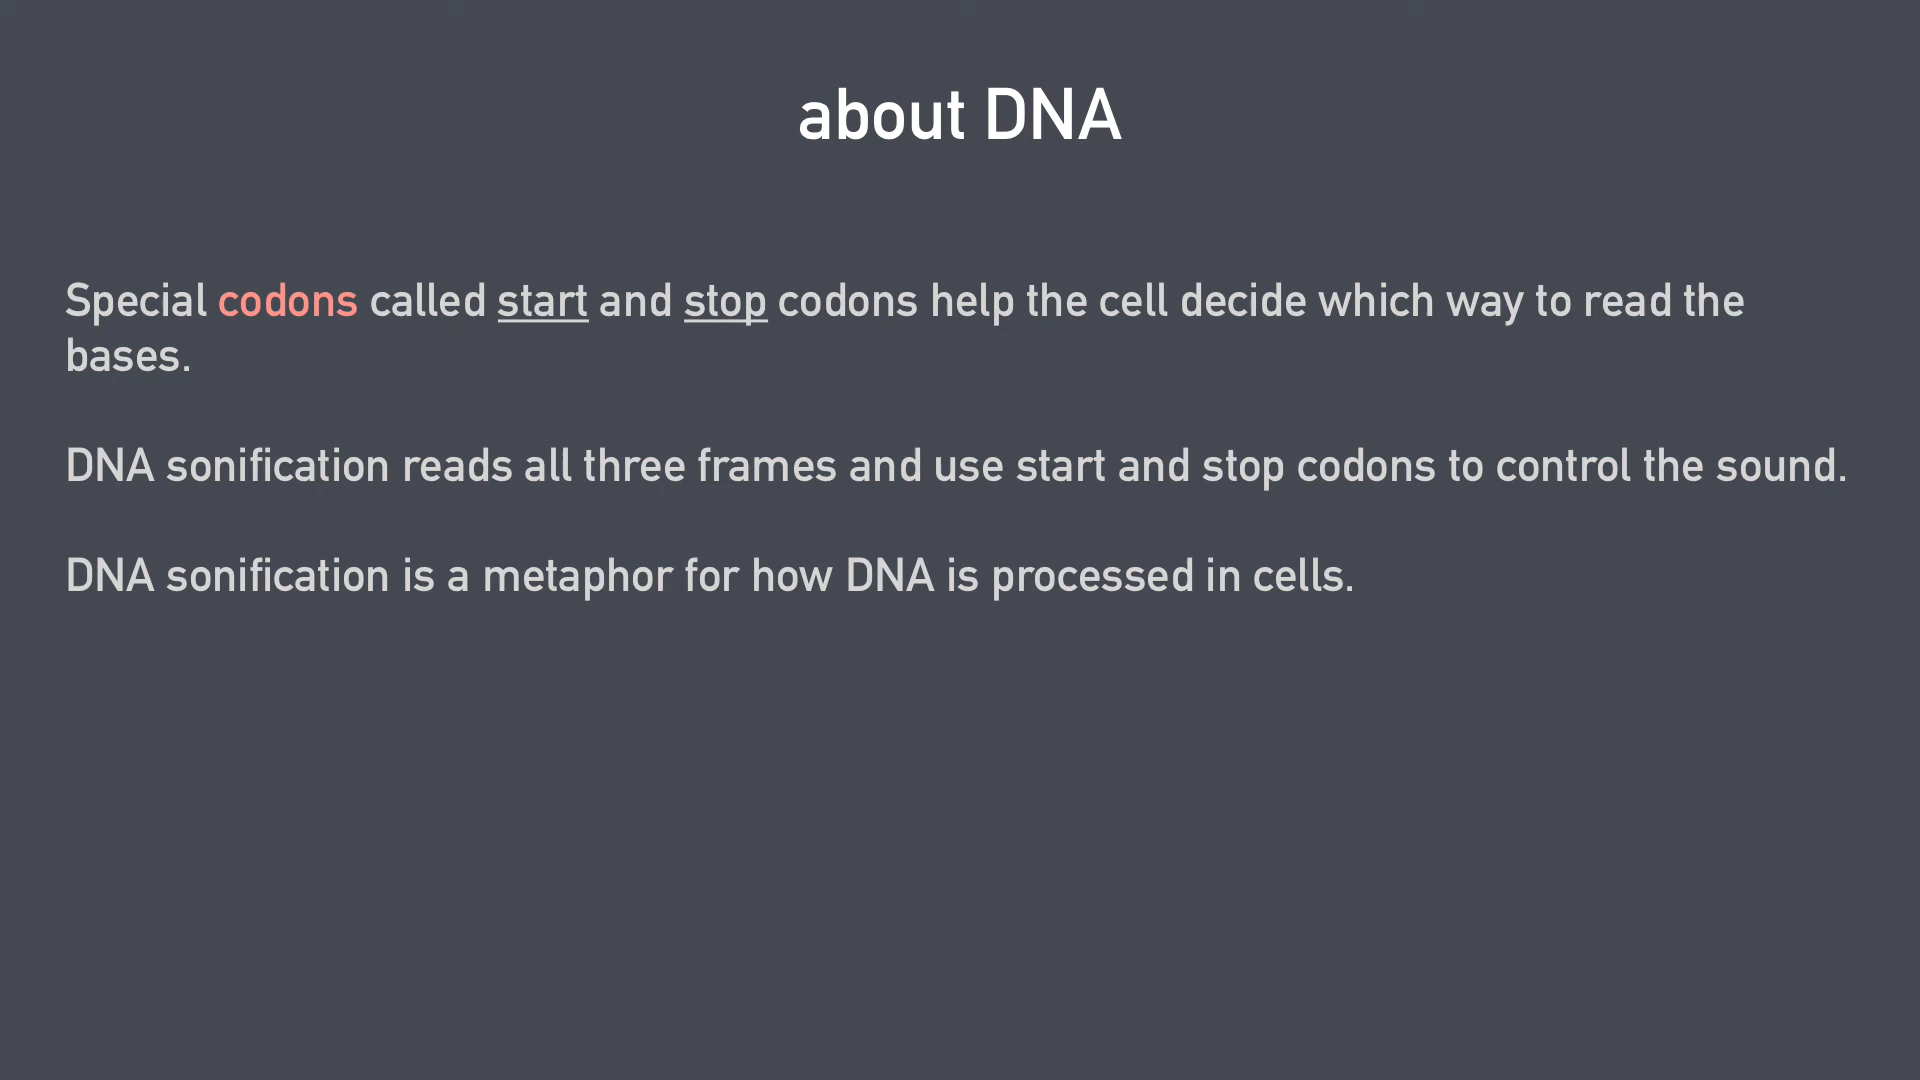 about DNA
Special codons called start and stop codons help the cell decide which way to read the
bases.
DNA sonification reads all three frames and use start and stop codons to control the sound.
DNA sonification is a metaphor for how DNA is processed in cells.